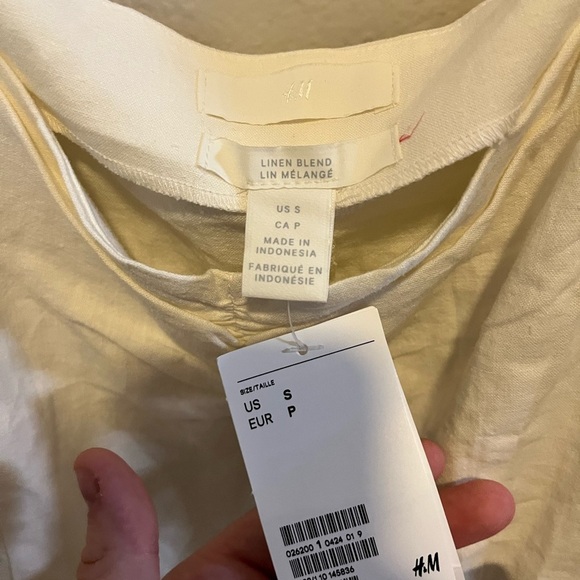 H&M
LINEN BLEND
LIN MÉLANGÉ
US S
CA P
MADE IN
INDONESIA
FABRIQUÉ EN
INDONÉSIE
SIZE/TAILLE
US S
EUR P
026200 1 0424 01 9
145836
H&M